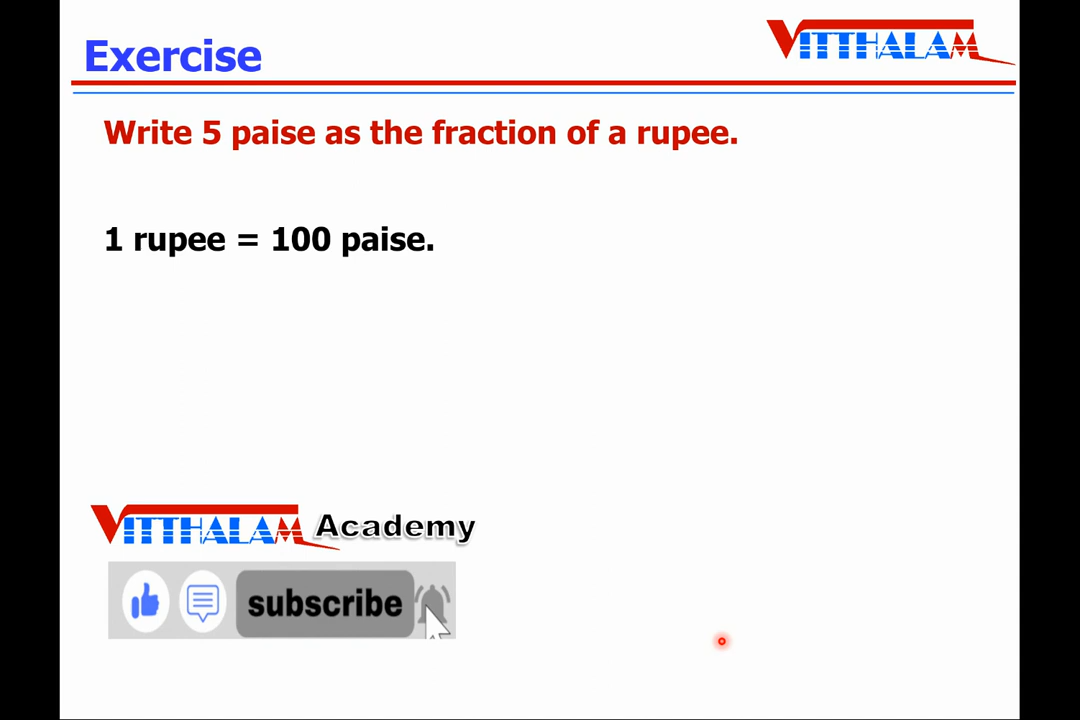 Exercise
VITTHALAM
Write 5 paise as the fraction of a rupee.
1 rupee = 100 paise.
VITTHALAM Academy
subscribe